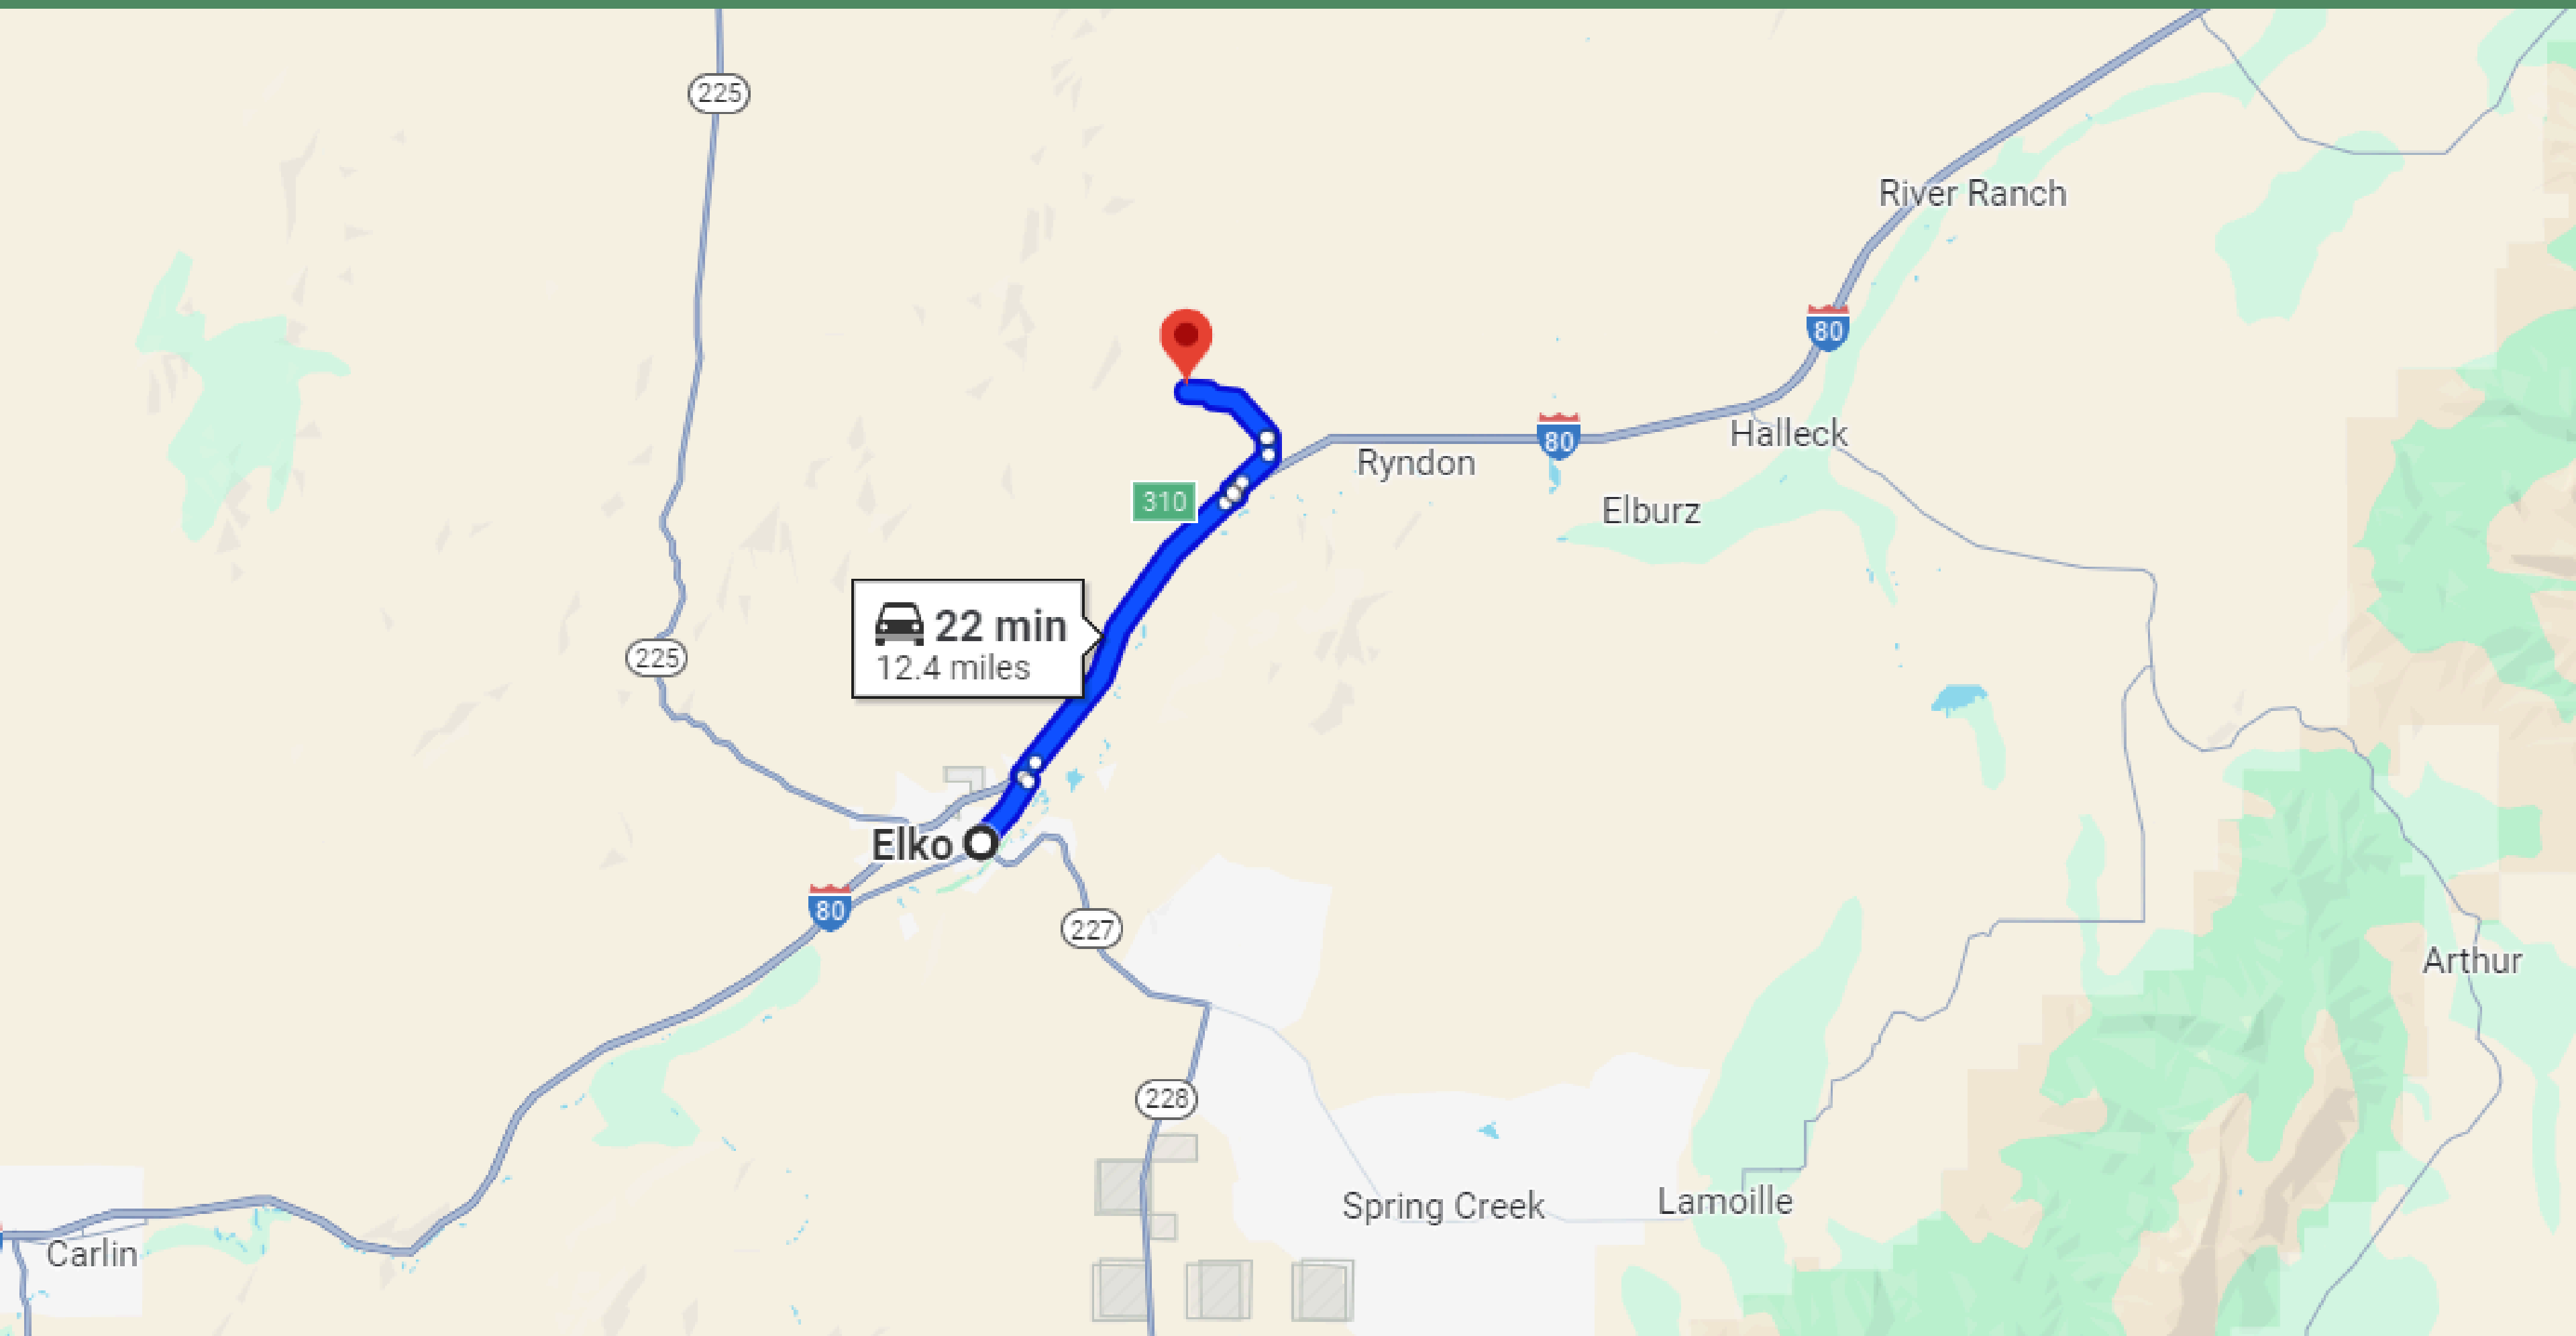 225
River Ranch
80
80
Halleck
Ryndon
310
Elburz
22 min
12.4 miles
225
Elko
80
227
Arthur
228
Spring Creek
Lamoille
Carlin